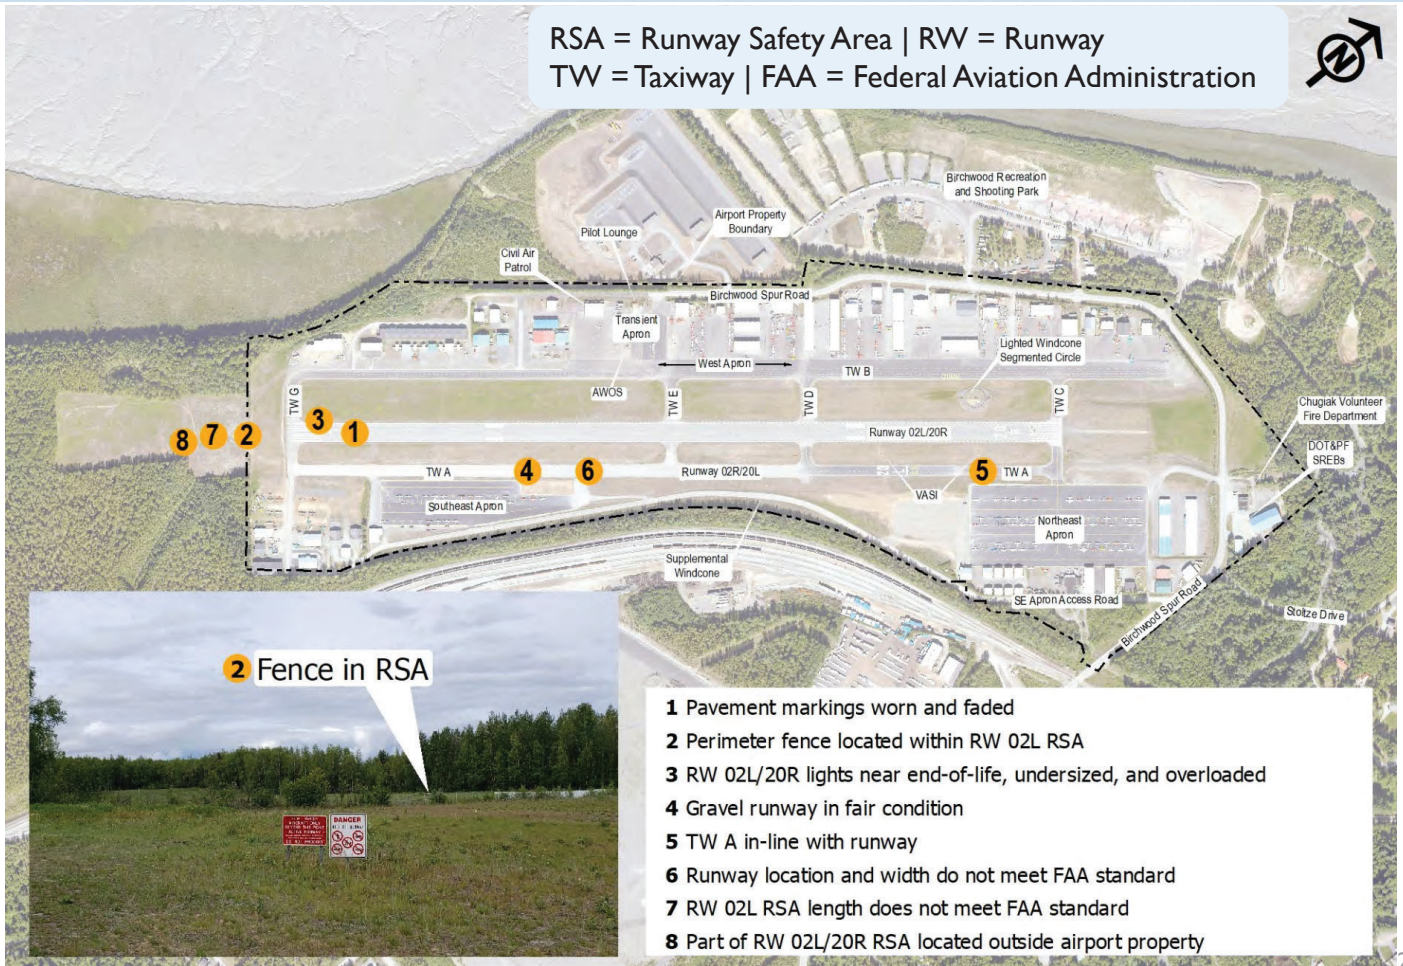 RSA = Runway Safety Area | RW = Runway
TW = Taxiway | FAA = Federal Aviation Administration
N
Birchwood Recreation
and Shooting Park
Airport Property
Boundary
Pilot Lounge
Civil Air
Patrol
Birchwood Spur Road
Transient
Apron
Lighted Windcone
Segmented Circle
West Apron
TW B
AWOS
TW G
TW E
TW D
TW C
Chugiak Volunteer
Fire Department
3
1
8
7
2
Runway 02L/20R
DOT&PF
SREBs
TW A
4
6
Runway 02R/20L
5
TW A
VASI
Southeast Apron
Northeast
Apron
Supplemental
Windcone
SE Apron Access Road
Birchwood Spur Road
Stoltze Drive
2 Fence in RSA
DANGER
1 Pavement markings worn and faded
2 Perimeter fence located within RW 02L RSA
3 RW 02L/20R lights near end-of-life, undersized, and overloaded
4 Gravel runway in fair condition
5 TW A in-line with runway
6 Runway location and width do not meet FAA standard
7 RW 02L RSA length does not meet FAA standard
8 Part of RW 02L/20R RSA located outside airport property